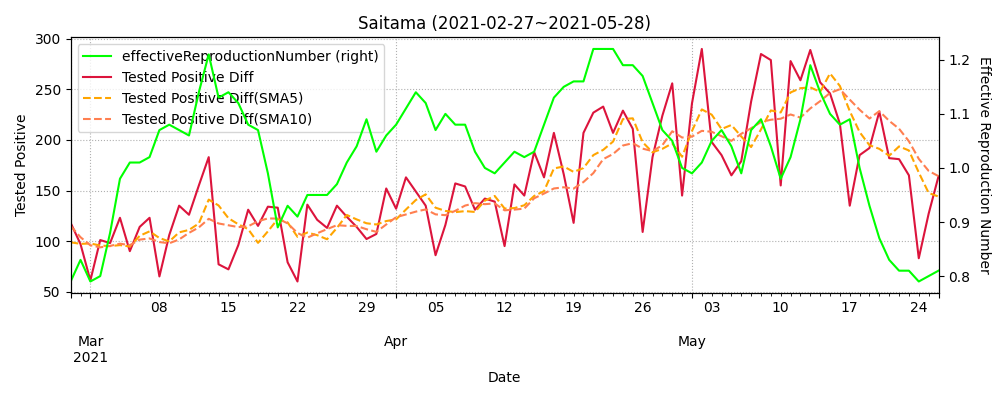 Saitama (2021-02-27~2021-05-28)
effectiveReproductionNumber (right)
Tested Positive Diff
Tested Positive Diff(SMA5)
Tested Positive Diff(SMA10)
Tested Positive
300
250
200
150
100
50
1.2
1.1
1.0
0.9
0.8
Effective Reproduction Number
08 15 22 29 05 12 19 26 03 10 17 24
Mar Apr May
2021
Date